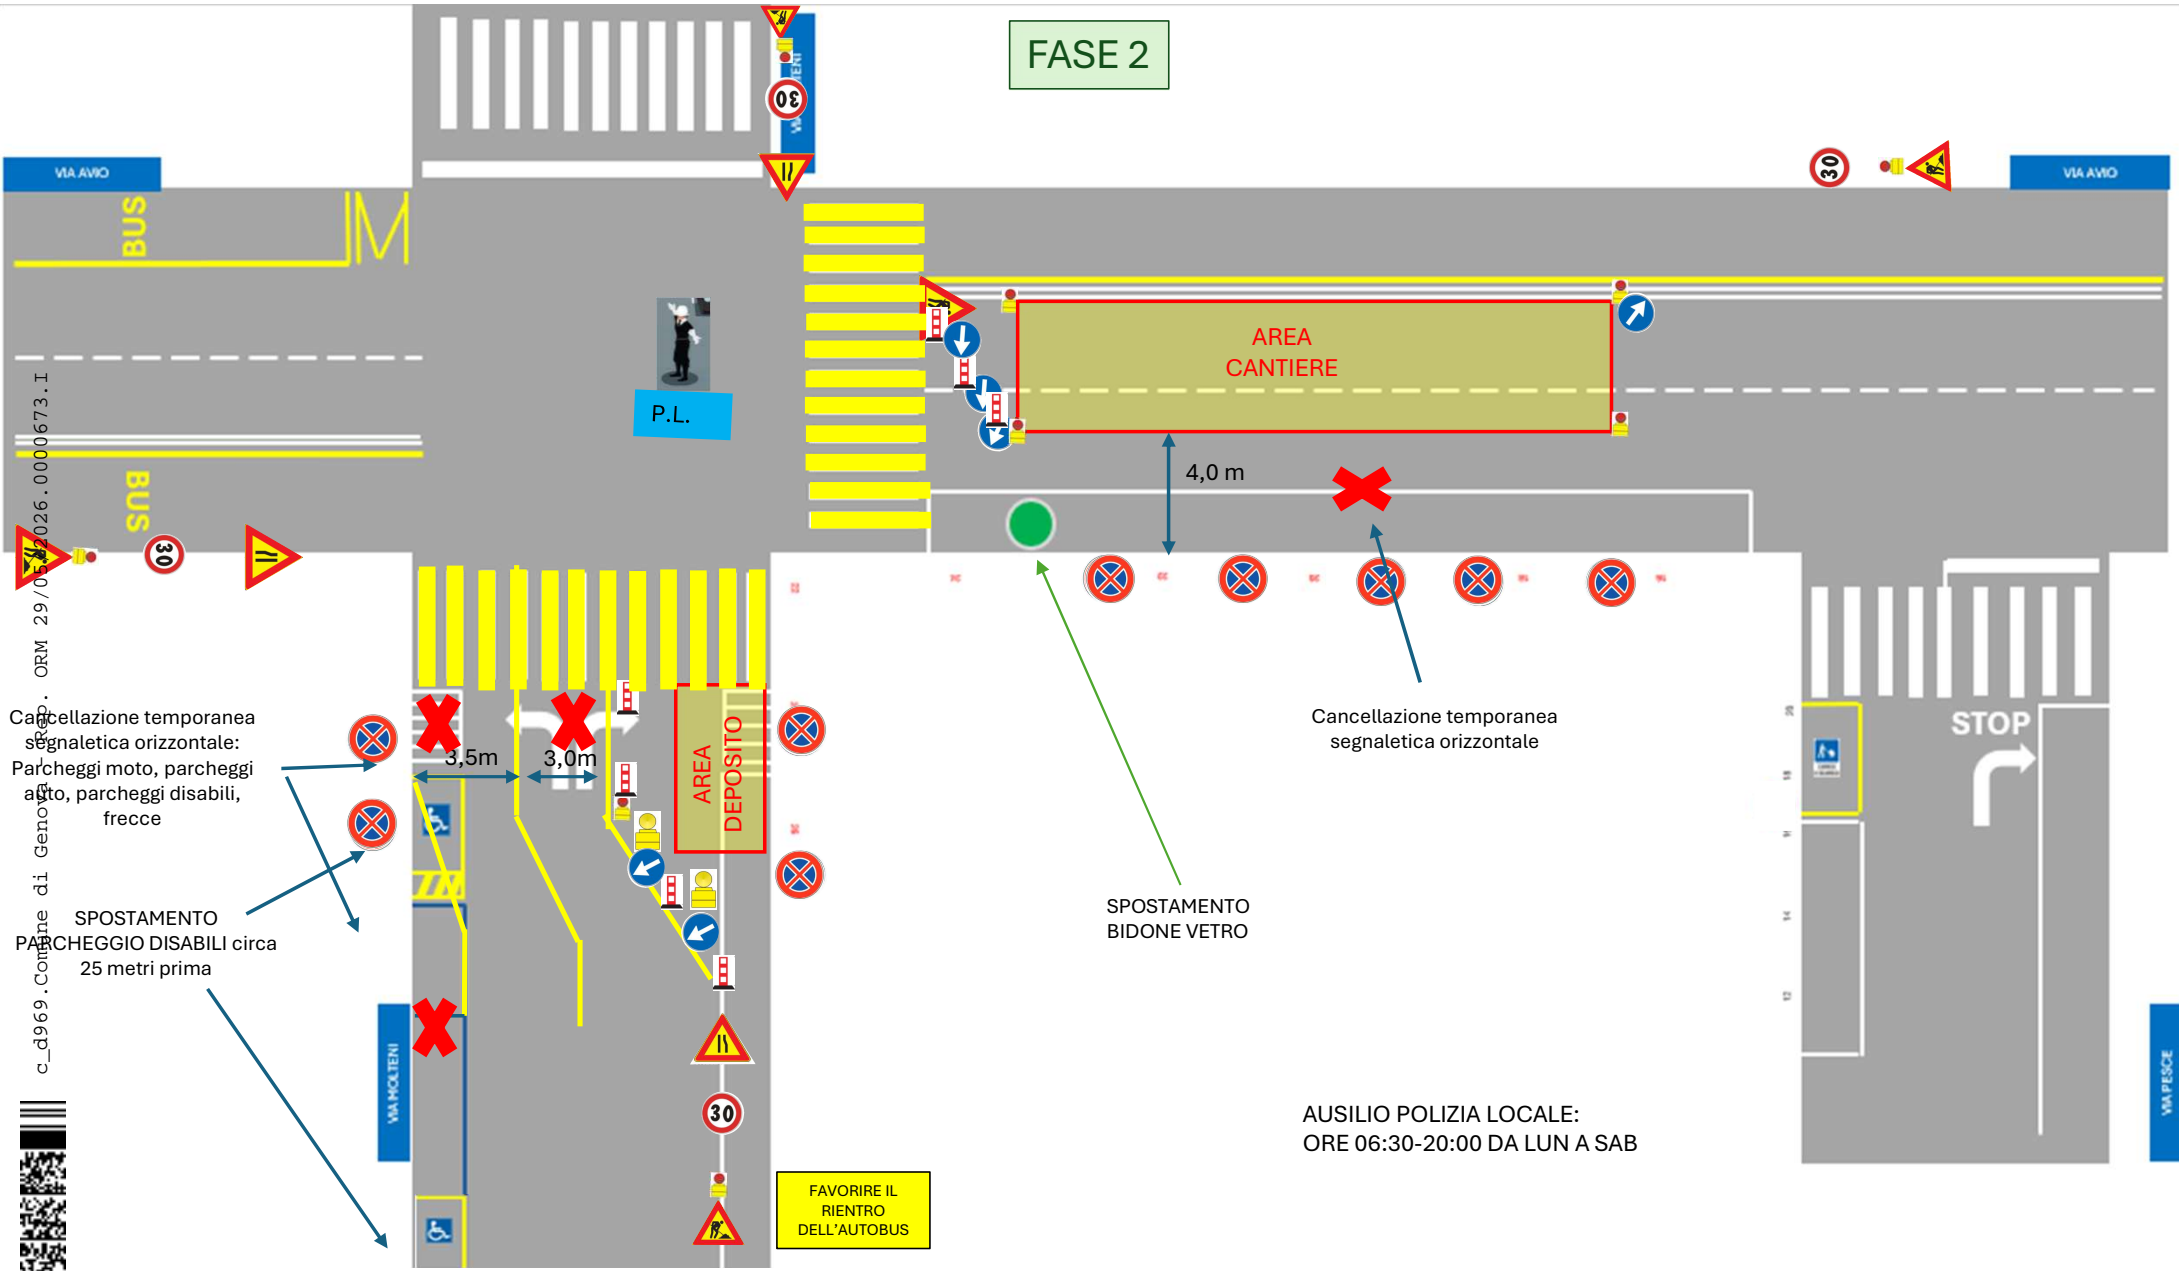 FASE 2
30
VIA AVIO
VIA AVIO
30
BUS
P.L.
AREA
CANTIERE
4,0 m
BUS
30
c_d969.Comune di Genova - Rep. ORM 29/05/2026.0000673.I
Cancellazione temporanea
segnaletica orizzontale:
Parcheggi moto, parcheggi
auto, parcheggi disabili,
frecce
3,5m
3,0m
AREA
DEPOSITO
Cancellazione temporanea
segnaletica orizzontale
STOP
SPOSTAMENTO
PARCHEGGIO DISABILI circa
25 metri prima
SPOSTAMENTO
BIDONE VETRO
VIA MOLTENI
30
AUSILIO POLIZIA LOCALE:
ORE 06:30-20:00 DA LUN A SAB
VIA PESCE
FAVORIRE IL
RIENTRO
DELL'AUTOBUS